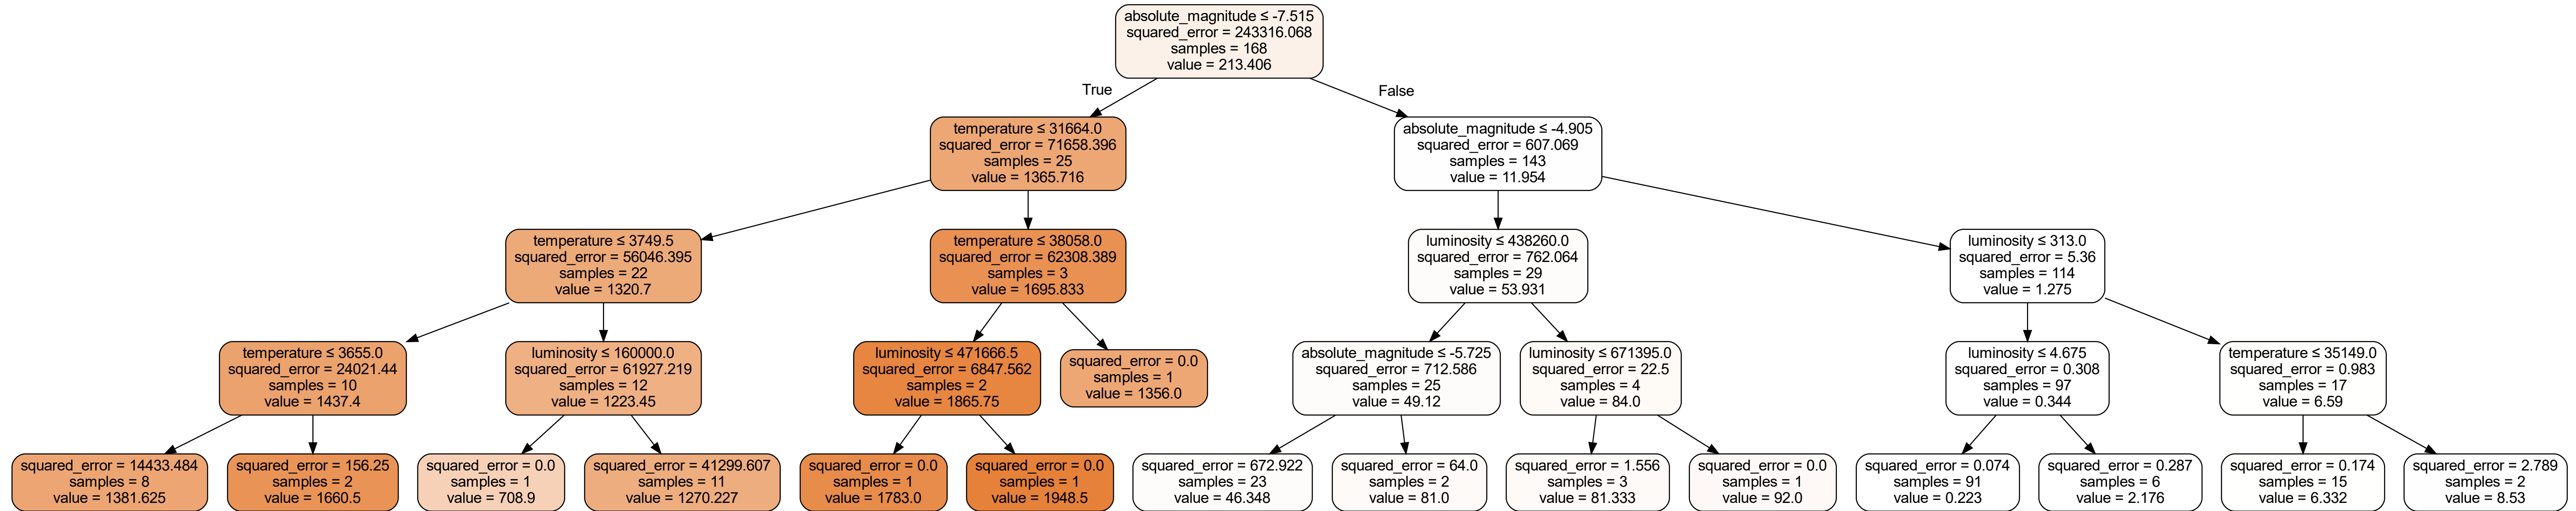 absolute_magnitude ≤ -7.515
squared_error = 243316.068
samples = 168
value = 213.406
True
False
temperature ≤ 31664.0
squared_error = 71658.396
samples = 25
value = 1365.716
absolute_magnitude ≤ -4.905
squared_error = 607.069
samples = 143
value = 11.954
temperature ≤ 3749.5
squared_error = 56046.395
samples = 22
value = 1320.7
temperature ≤ 38058.0
squared_error = 62308.389
samples = 3
value = 1695.833
luminosity ≤ 438260.0
squared_error = 762.064
samples = 29
value = 53.931
luminosity ≤ 313.0
squared_error = 5.36
samples = 114
value = 1.275
temperature ≤ 3655.0
squared_error = 24021.44
samples = 10
value = 1437.4
luminosity ≤ 160000.0
squared_error = 61927.219
samples = 12
value = 1223.45
luminosity ≤ 471666.5
squared_error = 6847.562
samples = 2
value = 1865.75
squared_error = 0.0
samples = 1
value = 1356.0
absolute_magnitude ≤ -5.725
squared_error = 712.586
samples = 25
value = 49.12
luminosity ≤ 671395.0
squared_error = 22.5
samples = 4
value = 84.0
luminosity ≤ 4.675
squared_error = 0.308
samples = 97
value = 0.344
temperature ≤ 35149.0
squared_error = 0.983
samples = 17
value = 6.59
squared_error = 14433.484
samples = 8
value = 1381.625
squared_error = 156.25
samples = 2
value = 1660.5
squared_error = 0.0
samples = 1
value = 708.9
squared_error = 41299.607
samples = 11
value = 1270.227
squared_error = 0.0
samples = 1
value = 1783.0
squared_error = 0.0
samples = 1
value = 1948.5
squared_error = 672.922
samples = 23
value = 46.348
squared_error = 64.0
samples = 2
value = 81.0
squared_error = 1.556
samples = 3
value = 81.333
squared_error = 0.0
samples = 1
value = 92.0
squared_error = 0.074
samples = 91
value = 0.223
squared_error = 0.287
samples = 6
value = 2.176
squared_error = 0.174
samples = 15
value = 6.332
squared_error = 2.789
samples = 2
value = 8.53